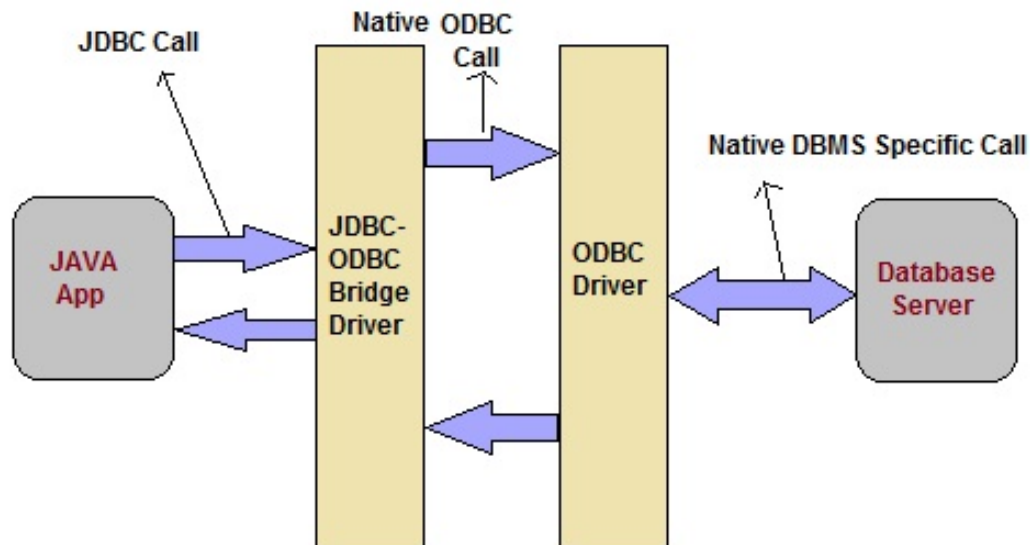 Native ODBC
Call
JDBC Call
Native DBMS Specific Call
JAVA
App
JDBC-
ODBC
Bridge
Driver
ODBC
Driver
Database
Server